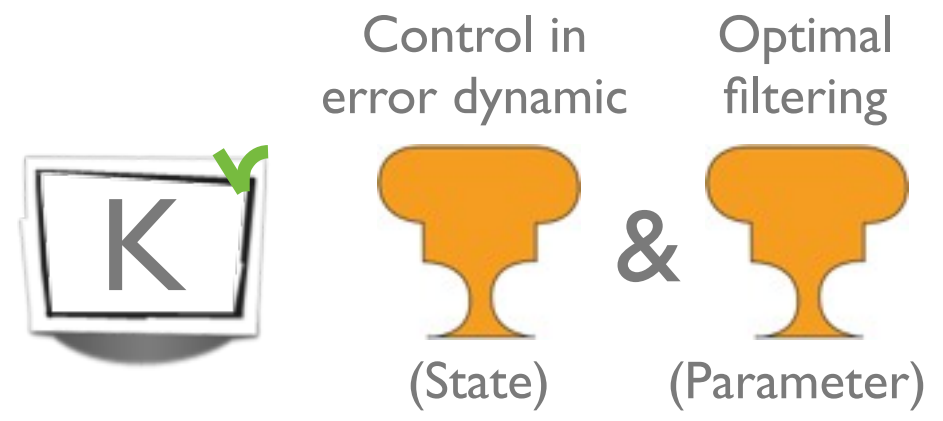 Control in
error dynamic
Optimal
filtering
K
&
(State)
(Parameter)